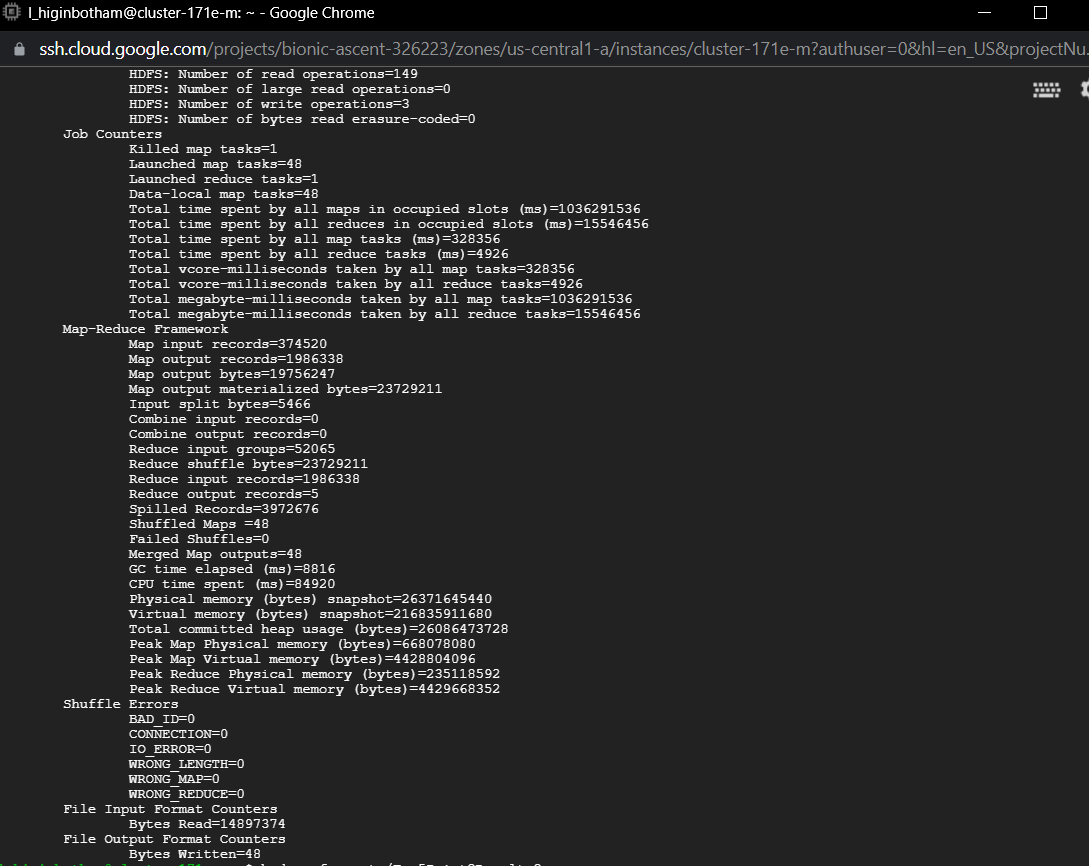 l_higinbotham@cluster-171e-m: ~ - Google Chrome
ssh.cloud.google.com/projects/bionic-ascent-326223/zones/us-central1-a/instances/cluster-171e-m?authuser=0&hl=en_US&projectNu
HDFS: Number of read operations=149
HDFS: Number of large read operations=0
HDFS: Number of write operations=3
HDFS: Number of bytes read erasure-coded=0
Job Counters
Killed map tasks=1
Launched map tasks=48
Launched reduce tasks=1
Data-local map tasks=48
Total time spent by all maps in occupied slots (ms)=1036291536
Total time spent by all reduces in occupied slots (ms)=15546456
Total time spent by all map tasks (ms)=328356
Total time spent by all reduce tasks (ms)=4926
Total vcore-milliseconds taken by all map tasks=328356
Total vcore-milliseconds taken by all reduce tasks=4926
Total megabyte-milliseconds taken by all map tasks=1036291536
Total megabyte-milliseconds taken by all reduce tasks=15546456
Map-Reduce Framework
Map input records=374520
Map output records=1986338
Map output bytes=19756247
Map output materialized bytes=23729211
Input split bytes=5466
Combine input records=0
Combine output records=0
Reduce input groups=52065
Reduce shuffle bytes=23729211
Reduce input records=1986338
Reduce output records=5
Spilled Records=3972676
Shuffled Maps =48
Failed Shuffles=0
Merged Map outputs=48
GC time elapsed (ms)=8816
CPU time spent (ms)=84920
Physical memory (bytes) snapshot=26371645440
Virtual memory (bytes) snapshot=216835911680
Total committed heap usage (bytes)=26086473728
Peak Map Physical memory (bytes)=668078080
Peak Map Virtual memory (bytes)=4428804096
Peak Reduce Physical memory (bytes)=235118592
Peak Reduce Virtual memory (bytes)=4429668352
Shuffle Errors
BAD_ID=0
CONNECTION=0
IO_ERROR=0
WRONG_LENGTH=0
WRONG_MAP=0
WRONG_REDUCE=0
File Input Format Counters
Bytes Read=14897374
File Output Format Counters
Bytes Written=48